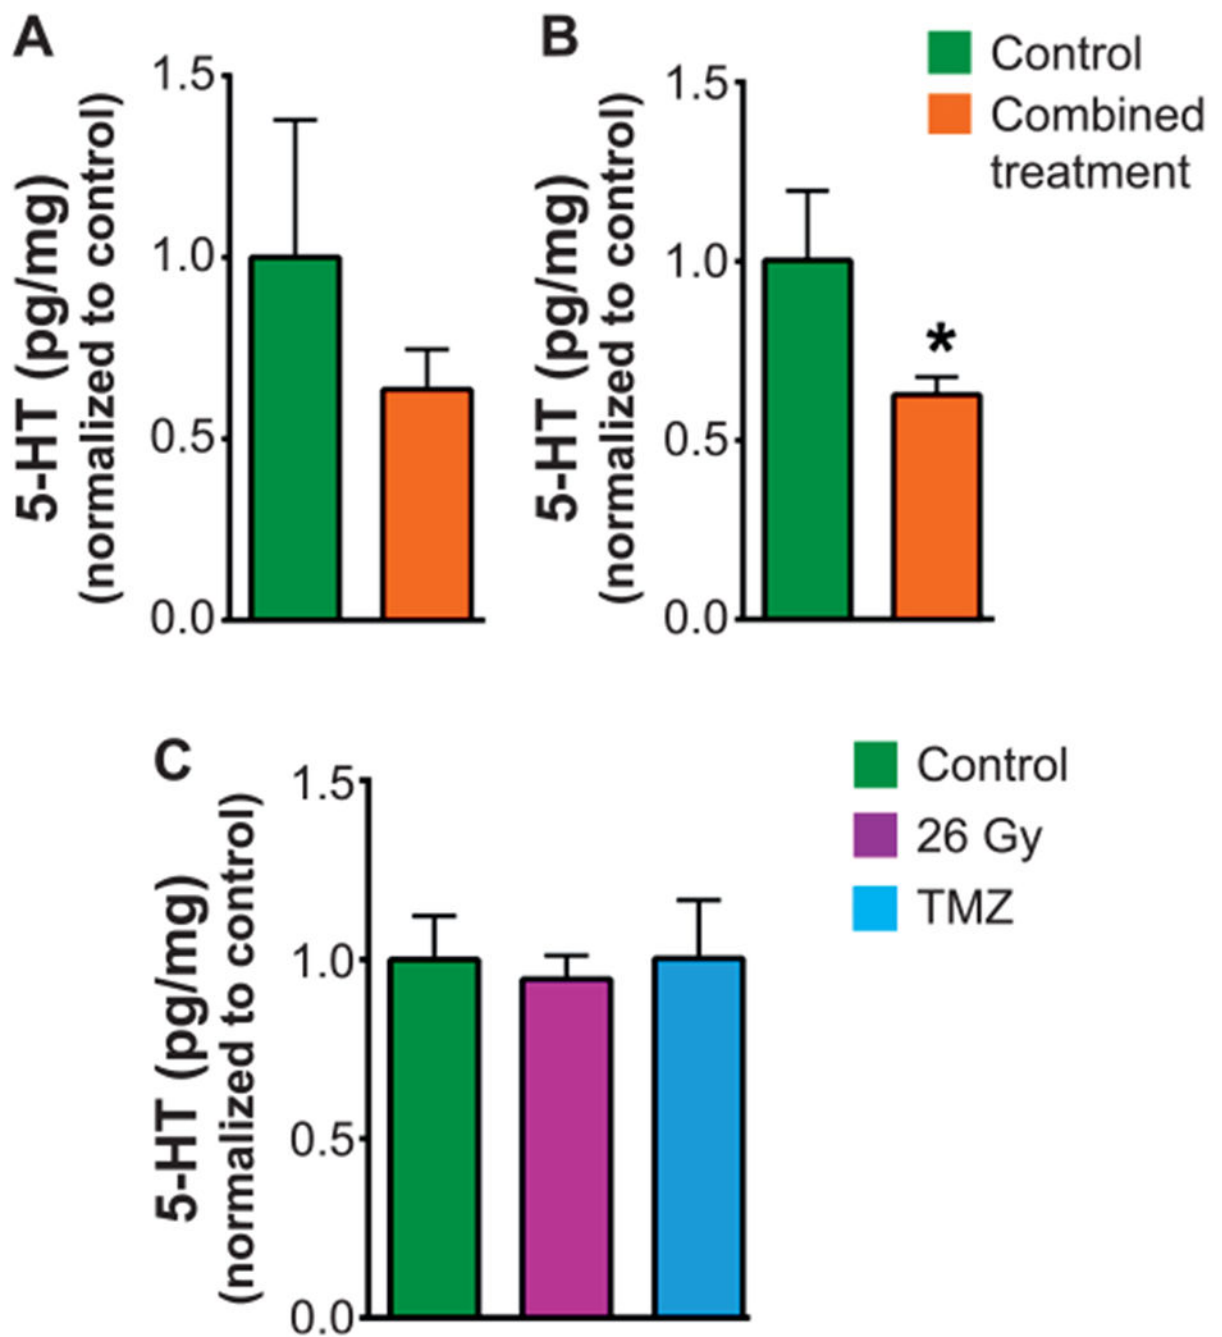 A
5-HT (pg/mg)
(normalized to control)
1.5
1.0
0.5
0.0
B
5-HT (pg/mg)
(normalized to control)
1.5
1.0
0.5
0.0
*
Control
Combined
treatment
C
5-HT (pg/mg)
(normalized to control)
1.5
1.0
0.5
0.0
Control
26 Gy
TMZ